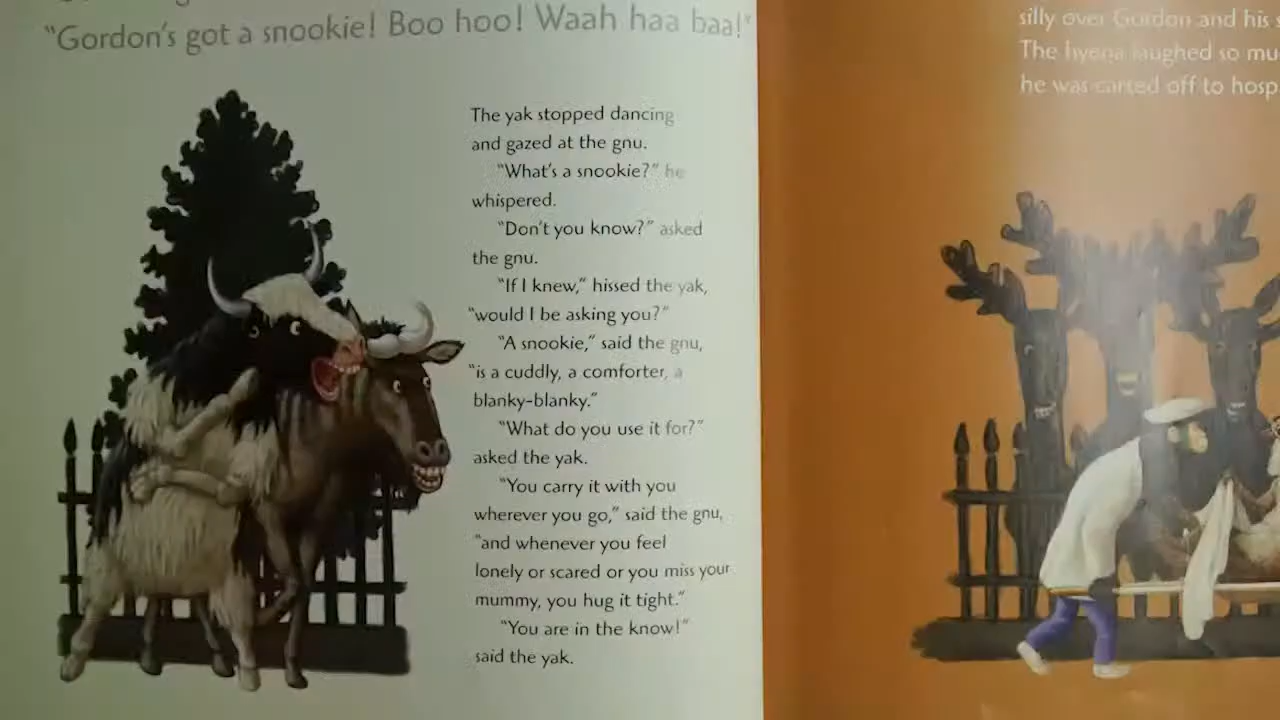 "Gordon's got a snookie! Boo hoo! Waah haa baa!"
The yak stopped dancing
and gazed at the gnu.
"What's a snookie?" he
whispered.
"Don't you know?" asked
the gnu.
"If I knew," hissed the yak,
"would I be asking you?"
"A snookie," said the gnu,
"is a cuddly, a comforter, a
blanky-blanky."
"What do you use it for?"
asked the yak.
"You carry it with you
wherever you go," said the gnu,
"and whenever you feel
lonely or scared or you miss your
mummy, you hug it tight."
"You are in the know!"
said the yak.
silly over Gordon and his
The hyena laughed so
he was carted off to